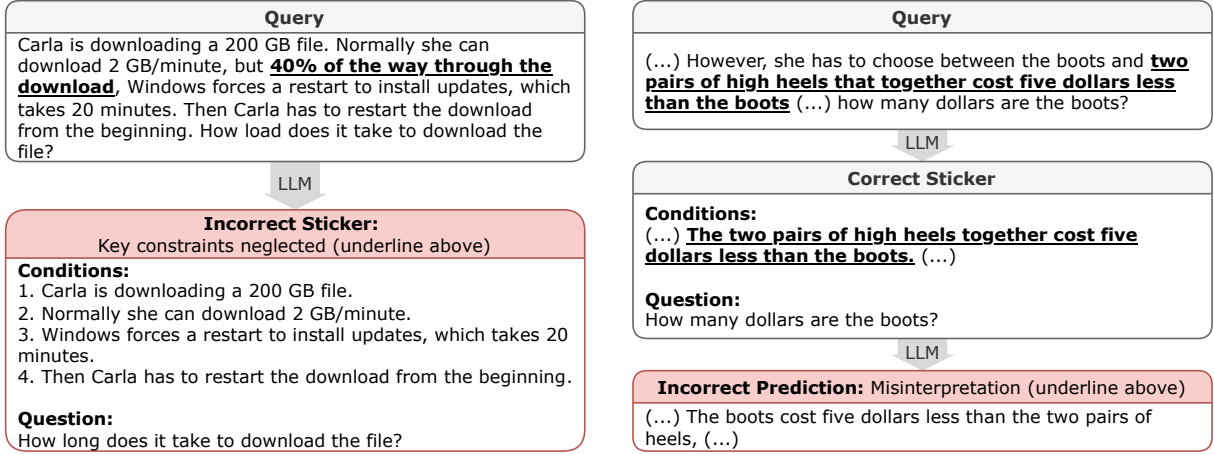 Query
Carla is downloading a 200 GB file. Normally she can
download 2 GB/minute, but 40% of the way through the
download, Windows forces a restart to install updates, which
takes 20 minutes. Then Carla has to restart the download
from the beginning. How load does it take to download the
file?
LLM
Incorrect Sticker:
Key constraints neglected (underline above)
Conditions:
1. Carla is downloading a 200 GB file.
2. Normally she can download 2 GB/minute.
3. Windows forces a restart to install updates, which takes 20
minutes.
4. Then Carla has to restart the download from the beginning.
Question:
How long does it take to download the file?
Query
(...) However, she has to choose between the boots and two
pairs of high heels that together cost five dollars less
than the boots (...) how many dollars are the boots?
LLM
Correct Sticker
Conditions:
(...) The two pairs of high heels together cost five
dollars less than the boots. (...)
Question:
How many dollars are the boots?
LLM
Incorrect Prediction: Misinterpretation (underline above)
(...) The boots cost five dollars less than the two pairs of
heels, (...)